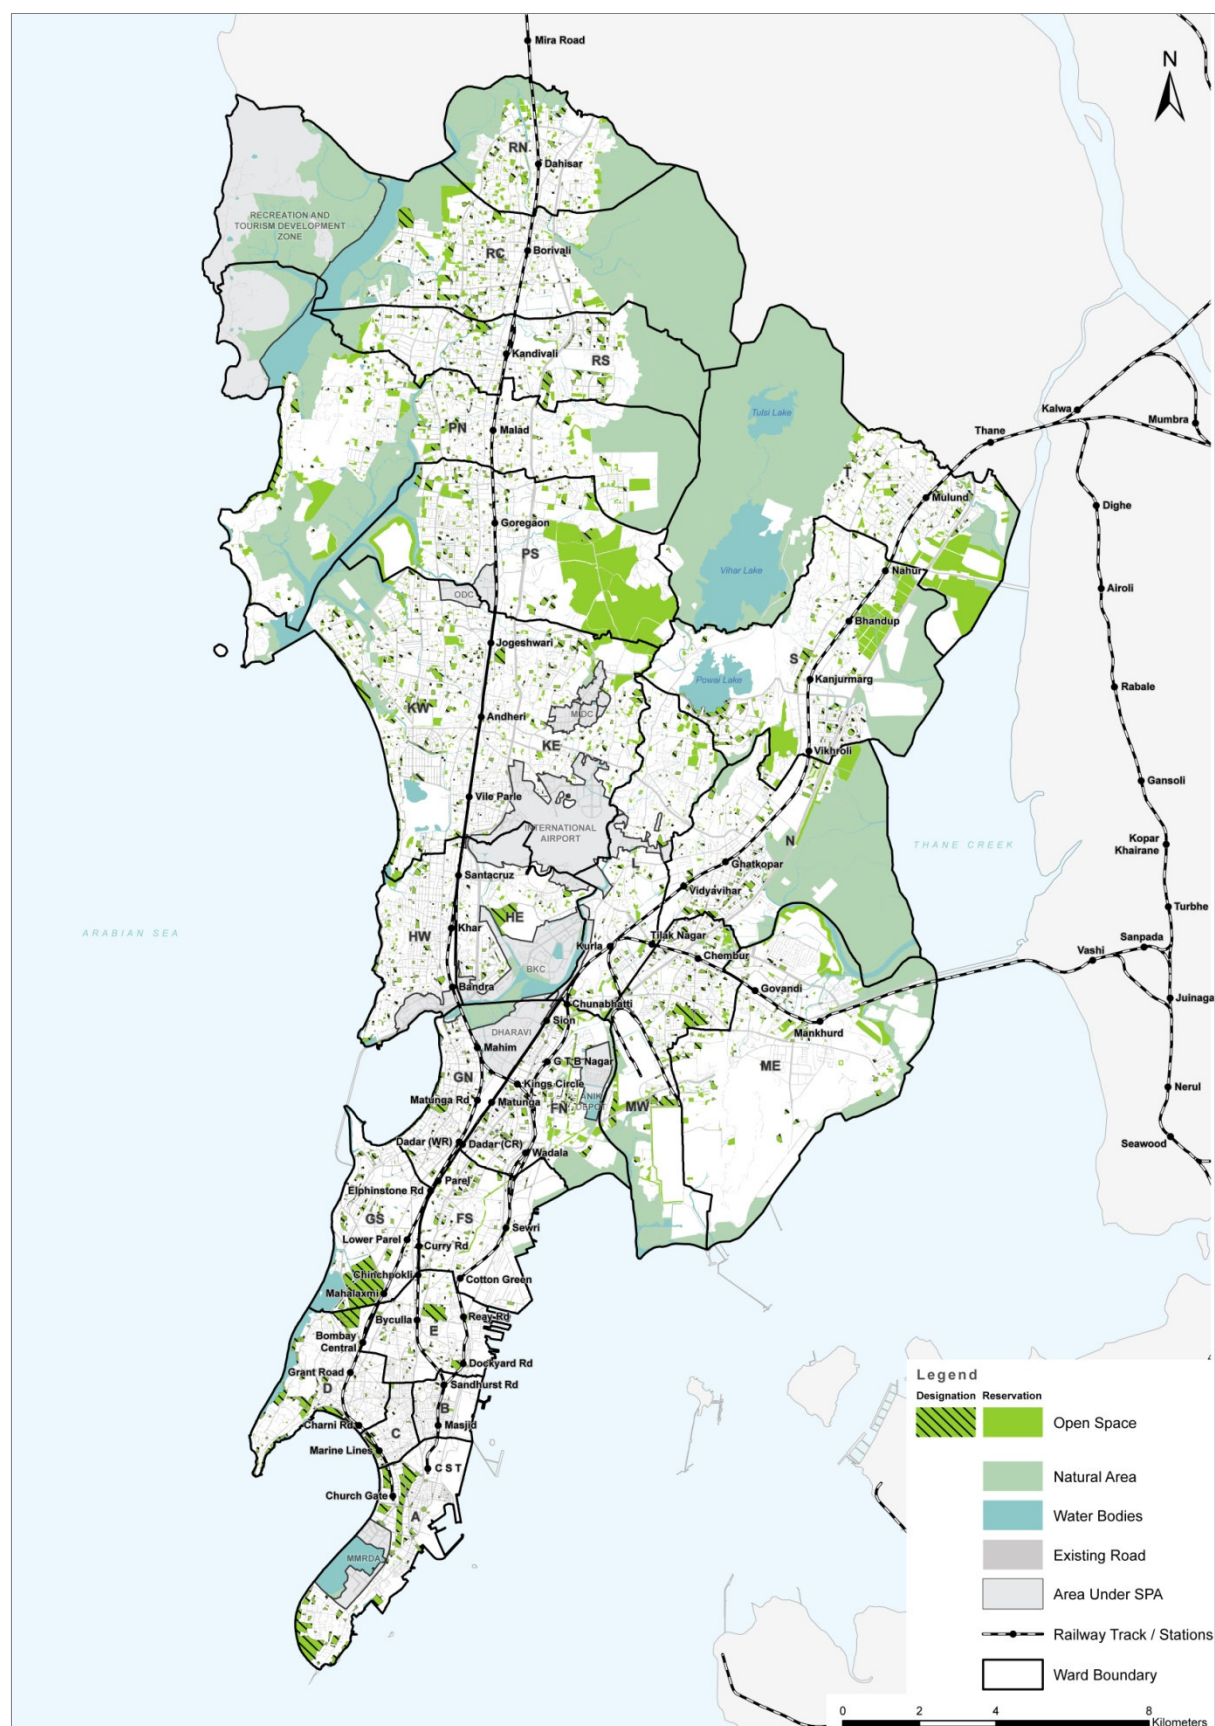 Mira Road
N
RN
Dahisar
RECREATION AND
TOURISM DEVELOPMENT
ZONE
RC
Borivali
Kandivali
RS
Tulsi Lake
Kalwa
Mumbra
Thane
PN
Malad
T
Mulund
Dighe
Goregaon
PS
Vihar Lake
Nahur
Airoli
ODC
Bhandup
Jogeshwari
S
Powai Lake
Kanjurmarg
Rabale
KW
Andheri
MIDC
KE
Vikhroli
Gansoli
Vile Parle
INTERNATIONAL
AIRPORT
N
THANE CREEK
Kopar
Khairane
L
Ghatkopar
Santacruz
Vidyavihar
HE
Turbhe
ARABIAN SEA
HW
Khar
Kurla
Tilak Nagar
Sanpada
Vashi
BKC
Chembur
Bandra
Govandi
Juinaga
Chunabhatti
DHARAVI
Sion
Mankhurd
Mahim
G T B Nagar
ME
GN
Kings Circle
ANIK
DEPOT
Nerul
Matunga Rd
Matunga
FN
MW
Dadar (WR)
Dadar (CR)
Wadala
Seawood
Parel
Elphinstone Rd
GS
FS
Sewri
Lower Parel
Curry Rd
Chinchpokli
Cotton Green
Mahalaxmi
Byculla
Reay Rd
E
Bombay
Central
Dockyard Rd
Grant Road
Sandhurst Rd
D
B
Charni Rd
C
Masjid
Marine Lines
C S T
Church Gate
A
MMRDA
Legend
Designation Reservation
Open Space
Natural Area
Water Bodies
Existing Road
Area Under SPA
Railway Track / Stations
Ward Boundary
0 2 4 8
Kilometers